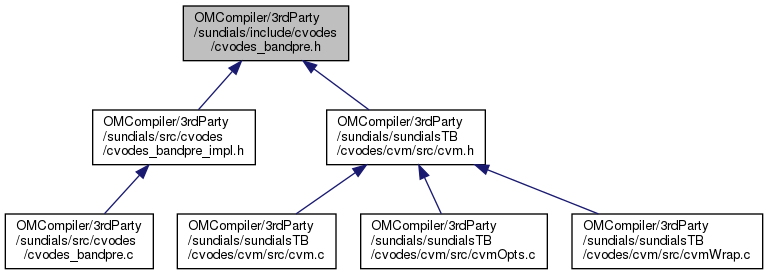 OMCompiler/3rdParty
/sundials/include/cvodes
/cvodes_bandpre.h
OMCompiler/3rdParty
/sundials/src/cvodes
/cvodes_bandpre_impl.h
OMCompiler/3rdParty
/sundials/sundialsTB
/cvodes/cvm/src/cvm.h
OMCompiler/3rdParty
/sundials/src/cvodes
/cvodes_bandpre.c
OMCompiler/3rdParty
/sundials/sundialsTB
/cvodes/cvm/src/cvm.c
OMCompiler/3rdParty
/sundials/sundialsTB
/cvodes/cvm/src/cvmOpts.c
OMCompiler/3rdParty
/sundials/sundialsTB
/cvodes/cvm/src/cvmWrap.c